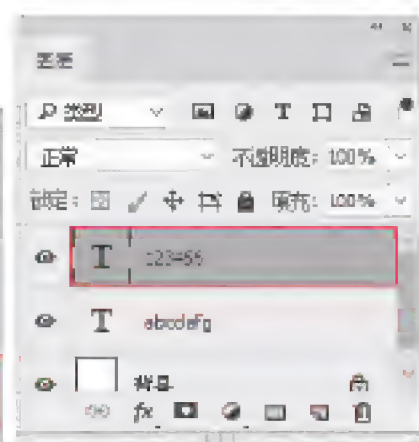 图层
类型 T
正常 不透明度: 100%
锁定: 填充: 100%
T 123456
T abcdefg
背景
fx